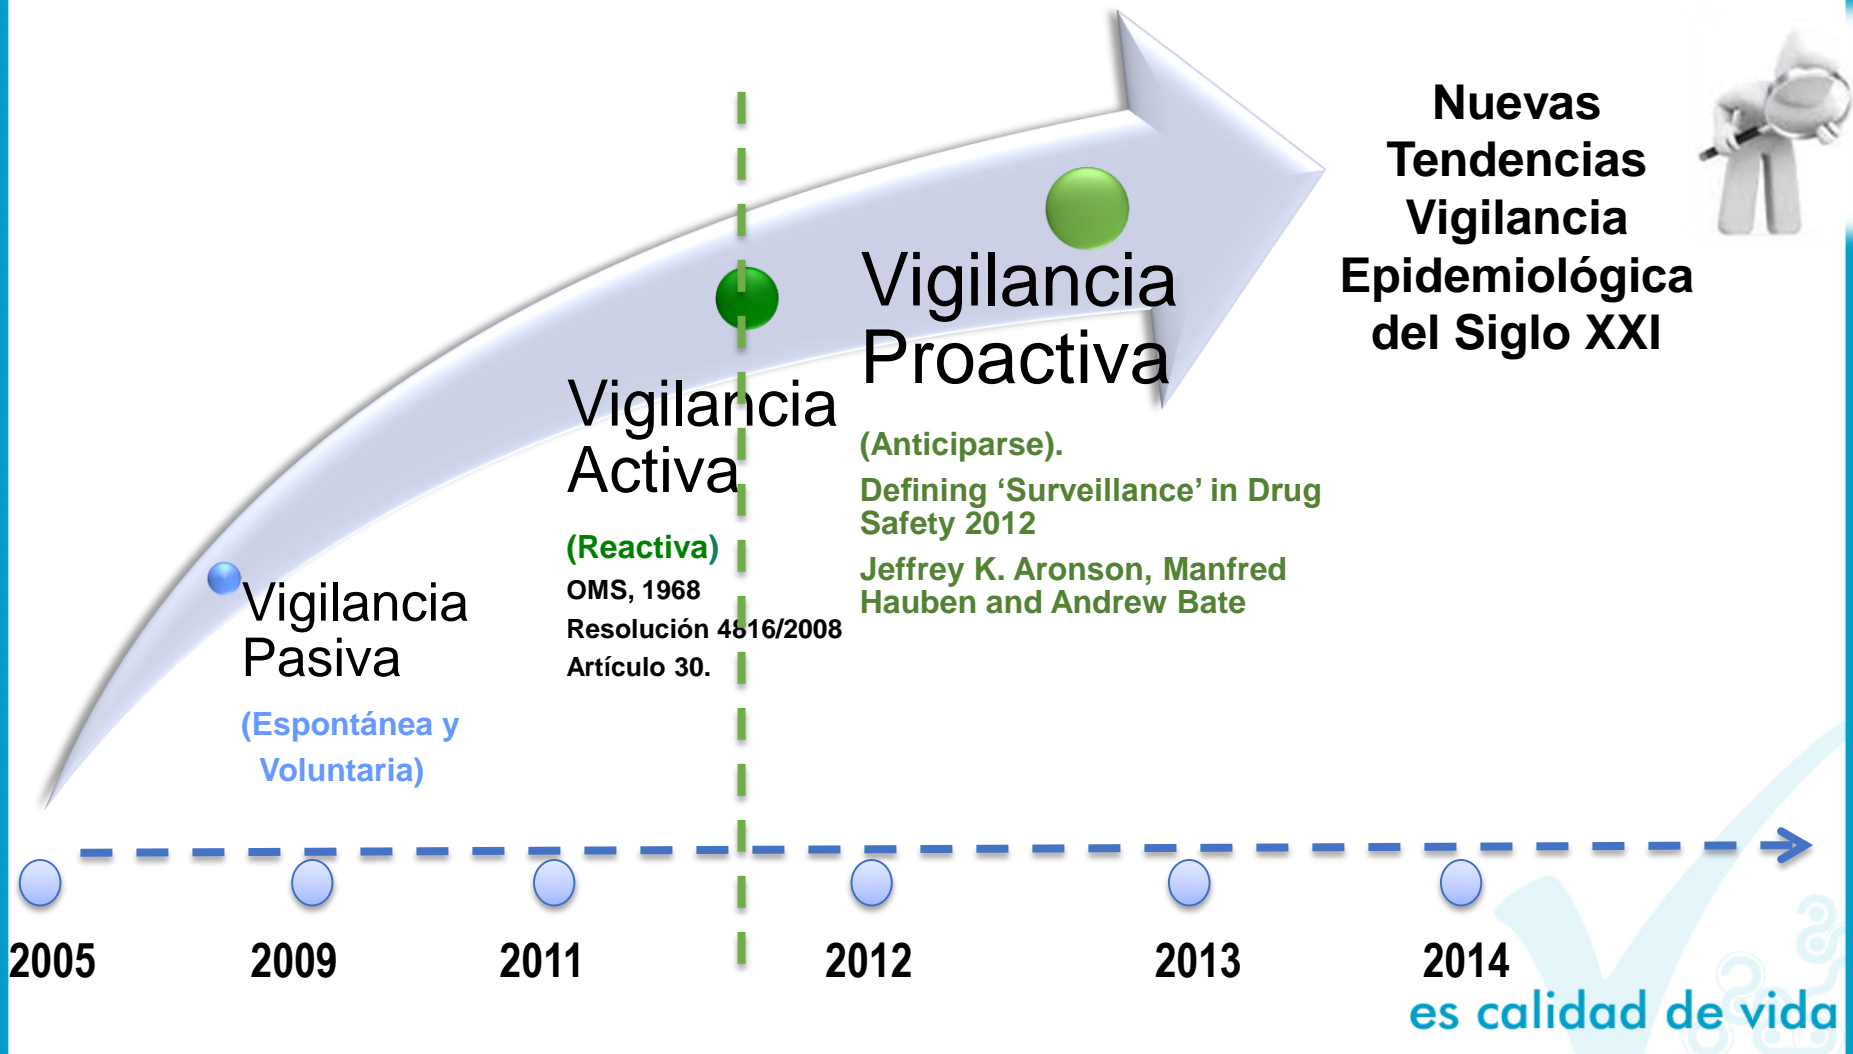 Nuevas
Tendencias
Vigilancia
Epidemiológica
del Siglo XXI
Vigilancia
Proactiva
(Anticiparse).
Defining ‘Surveillance’ in Drug
Safety 2012
Jeffrey K. Aronson, Manfred
Hauben and Andrew Bate
Vigilancia
Activa
(Reactiva)
OMS, 1968
Resolución 4816/2008
Artículo 30.
Vigilancia
Pasiva
(Espontánea y
Voluntaria)
2005 2009 2011 2012 2013 2014
es calidad de vida